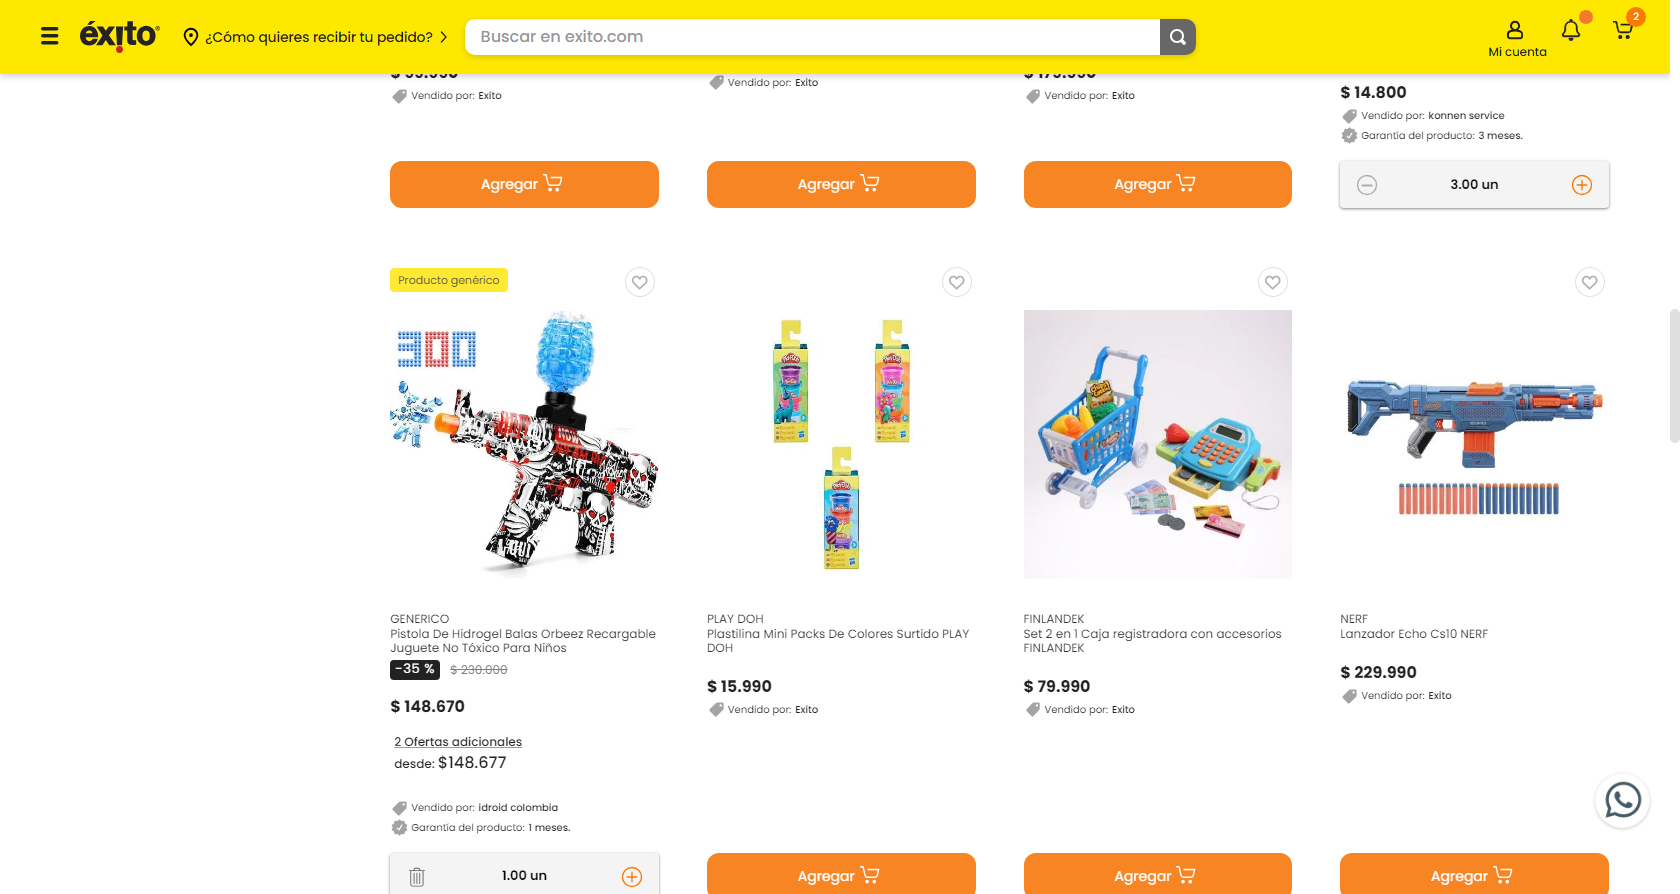 éxito
¿Cómo quieres recibir tu pedido?
Buscar en exito.com
Mi cuenta
2
Vendido por: Exito
Agregar
Vendido por: Exito
Agregar
Vendido por: Exito
Agregar
$ 14.800
Vendido por: konnen service
Garantía del producto: 3 meses.
3.00 un
Producto genérico
300
GENERICO
Pistola De Hidrogel Balas Orbeez Recargable
Juguete No Tóxico Para Niños
-35 % $ 230.000
$ 148.670
2 Ofertas adicionales
desde: $148.677
Vendido por: idroid colombia
Garantía del producto: 1 meses.
1.00 un
PLAY DOH
Plastilina Mini Packs De Colores Surtido PLAY
DOH
$ 15.990
Vendido por: Exito
Agregar
FINLANDEK
Set 2 en 1 Caja registradora con accesorios
FINLANDEK
$ 79.990
Vendido por: Exito
Agregar
NERF
Lanzador Echo Cs10 NERF
$ 229.990
Vendido por: Exito
Agregar